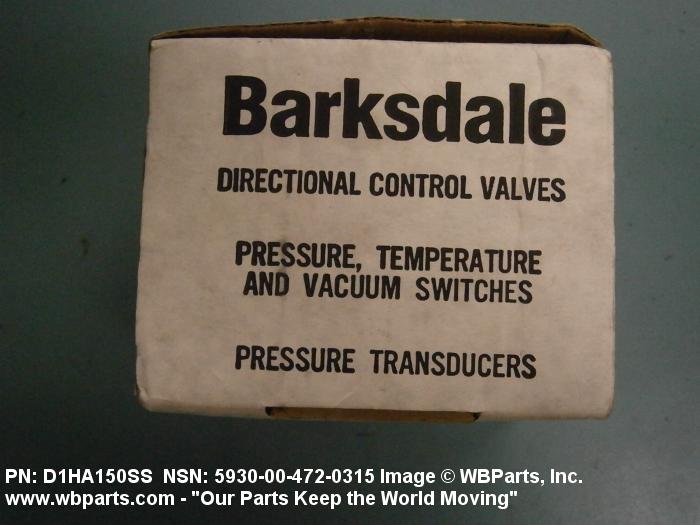 Barksdale
DIRECTIONAL CONTROL VALVES
PRESSURE, TEMPERATURE
AND VACUUM SWITCHES
PRESSURE TRANSDUCERS
PN: D1HA150SS  NSN: 5930-00-472-0315 Image © WBParts, Inc.
www.wbparts.com - "Our Parts Keep the World Moving"